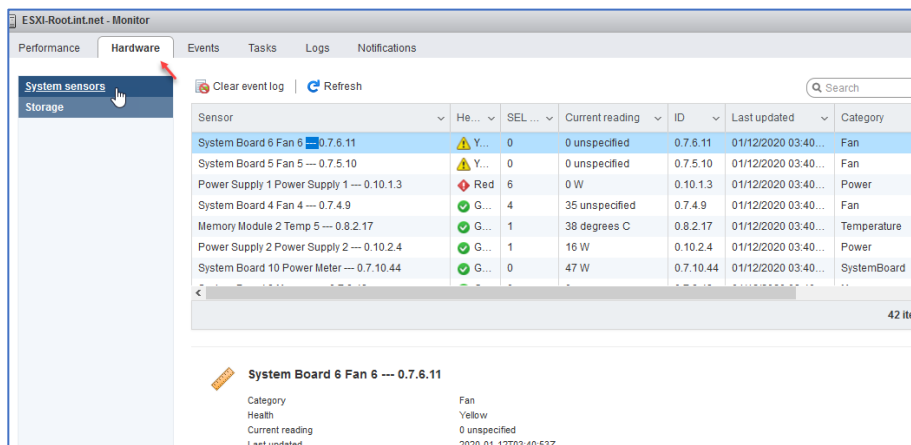 ESXI-Root.int.net - Monitor
Performance Hardware Events Tasks Logs Notifications
System sensors
Storage
Clear event log Refresh Search
Sensor He... SEL ... Current reading ID Last updated Category
System Board 6 Fan 6 --- 0.7.6.11 Y... 0 0 unspecified 0.7.6.11 01/12/2020 03:40... Fan
System Board 5 Fan 5 --- 0.7.5.10 Y... 0 0 unspecified 0.7.5.10 01/12/2020 03:40... Fan
Power Supply 1 Power Supply 1 --- 0.10.1.3 Red 6 0 W 0.10.1.3 01/12/2020 03:40... Power
System Board 4 Fan 4 --- 0.7.4.9 G... 4 35 unspecified 0.7.4.9 01/12/2020 03:40... Fan
Memory Module 2 Temp 5 --- 0.8.2.17 G... 1 38 degrees C 0.8.2.17 01/12/2020 03:40... Temperature
Power Supply 2 Power Supply 2 --- 0.10.2.4 G... 1 16 W 0.10.2.4 01/12/2020 03:40... Power
System Board 10 Power Meter --- 0.7.10.44 G... 0 47 W 0.7.10.44 01/12/2020 03:40... SystemBoard
42 ite
System Board 6 Fan 6 --- 0.7.6.11
Category Fan
Health Yellow
Current reading 0 unspecified
Last updated 2020-01-12T03:40:53Z